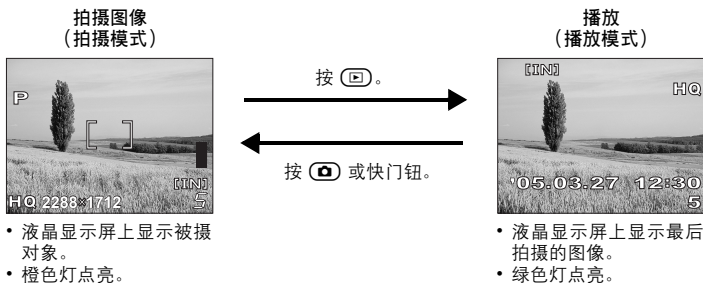 拍摄图像
（拍摄模式）
P
[IN]
HQ 2288×1712
5
• 液晶显示屏上显示被摄
对象。
• 橙色灯点亮。
按 。
按 或快门钮。
播放
（播放模式）
[IN]
HQ
'05.03.27 12:30
5
• 液晶显示屏上显示最后
拍摄的图像。
• 绿色灯点亮。